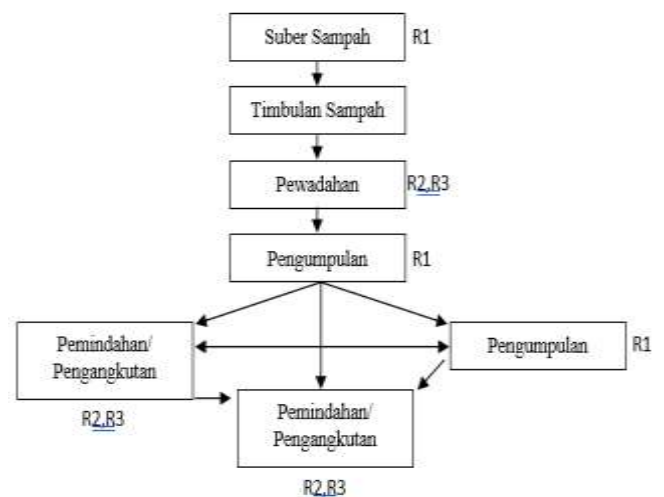 Suber Sampah R1
Timbulan Sampah
Pewadahan R2,R3
Pengumpulan R1
Pemindahan/
Pengangkutan
R2,R3
Pengumpulan R1
Pemindahan/
Pengangkutan
R2,R3